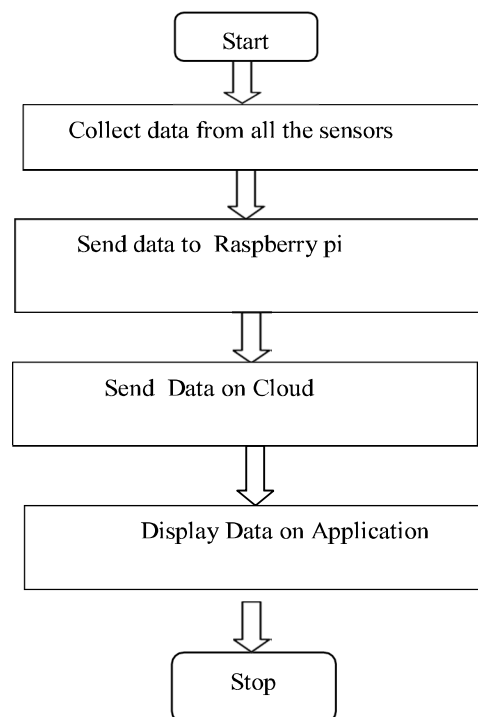 Start
Collect data from all the sensors
Send data to Raspberry pi
Send Data on Cloud
Display Data on Application
Stop